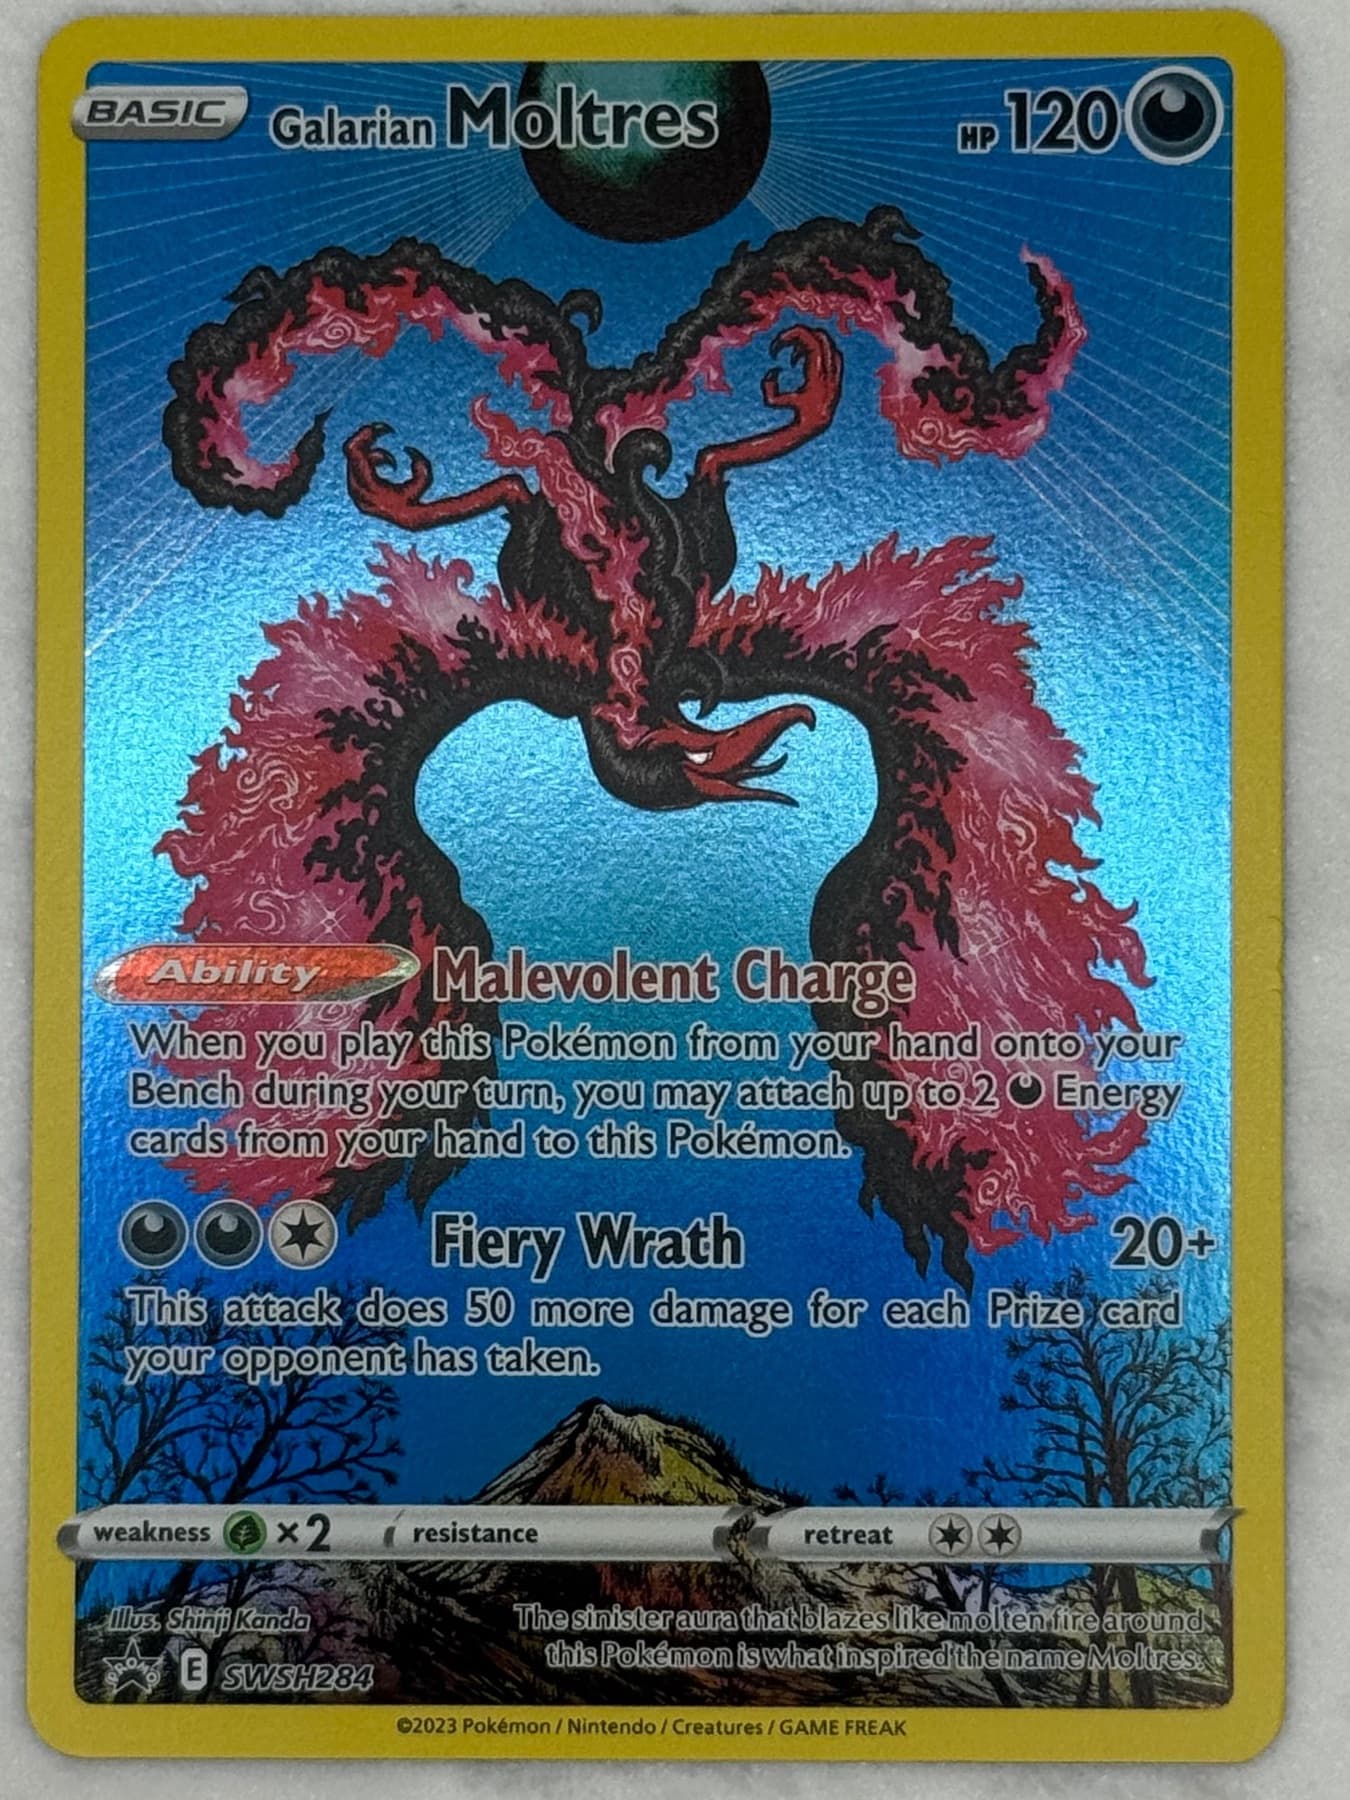 BASIC Galarian Moltres HP 120
Ability Malevolent Charge
When you play this Pokémon from your hand onto your
Bench during your turn, you may attach up to 2 Energy
cards from your hand to this Pokémon.
Fiery Wrath 20+
This attack does 50 more damage for each Prize card
your opponent has taken.
weakness ×2 resistance retreat
Illus. Shinji Kanda
The sinister aura that blazes like molten fire around
this Pokémon is what inspired the name Moltres.
PROMO E SWSH284
©2023 Pokémon / Nintendo / Creatures / GAME FREAK